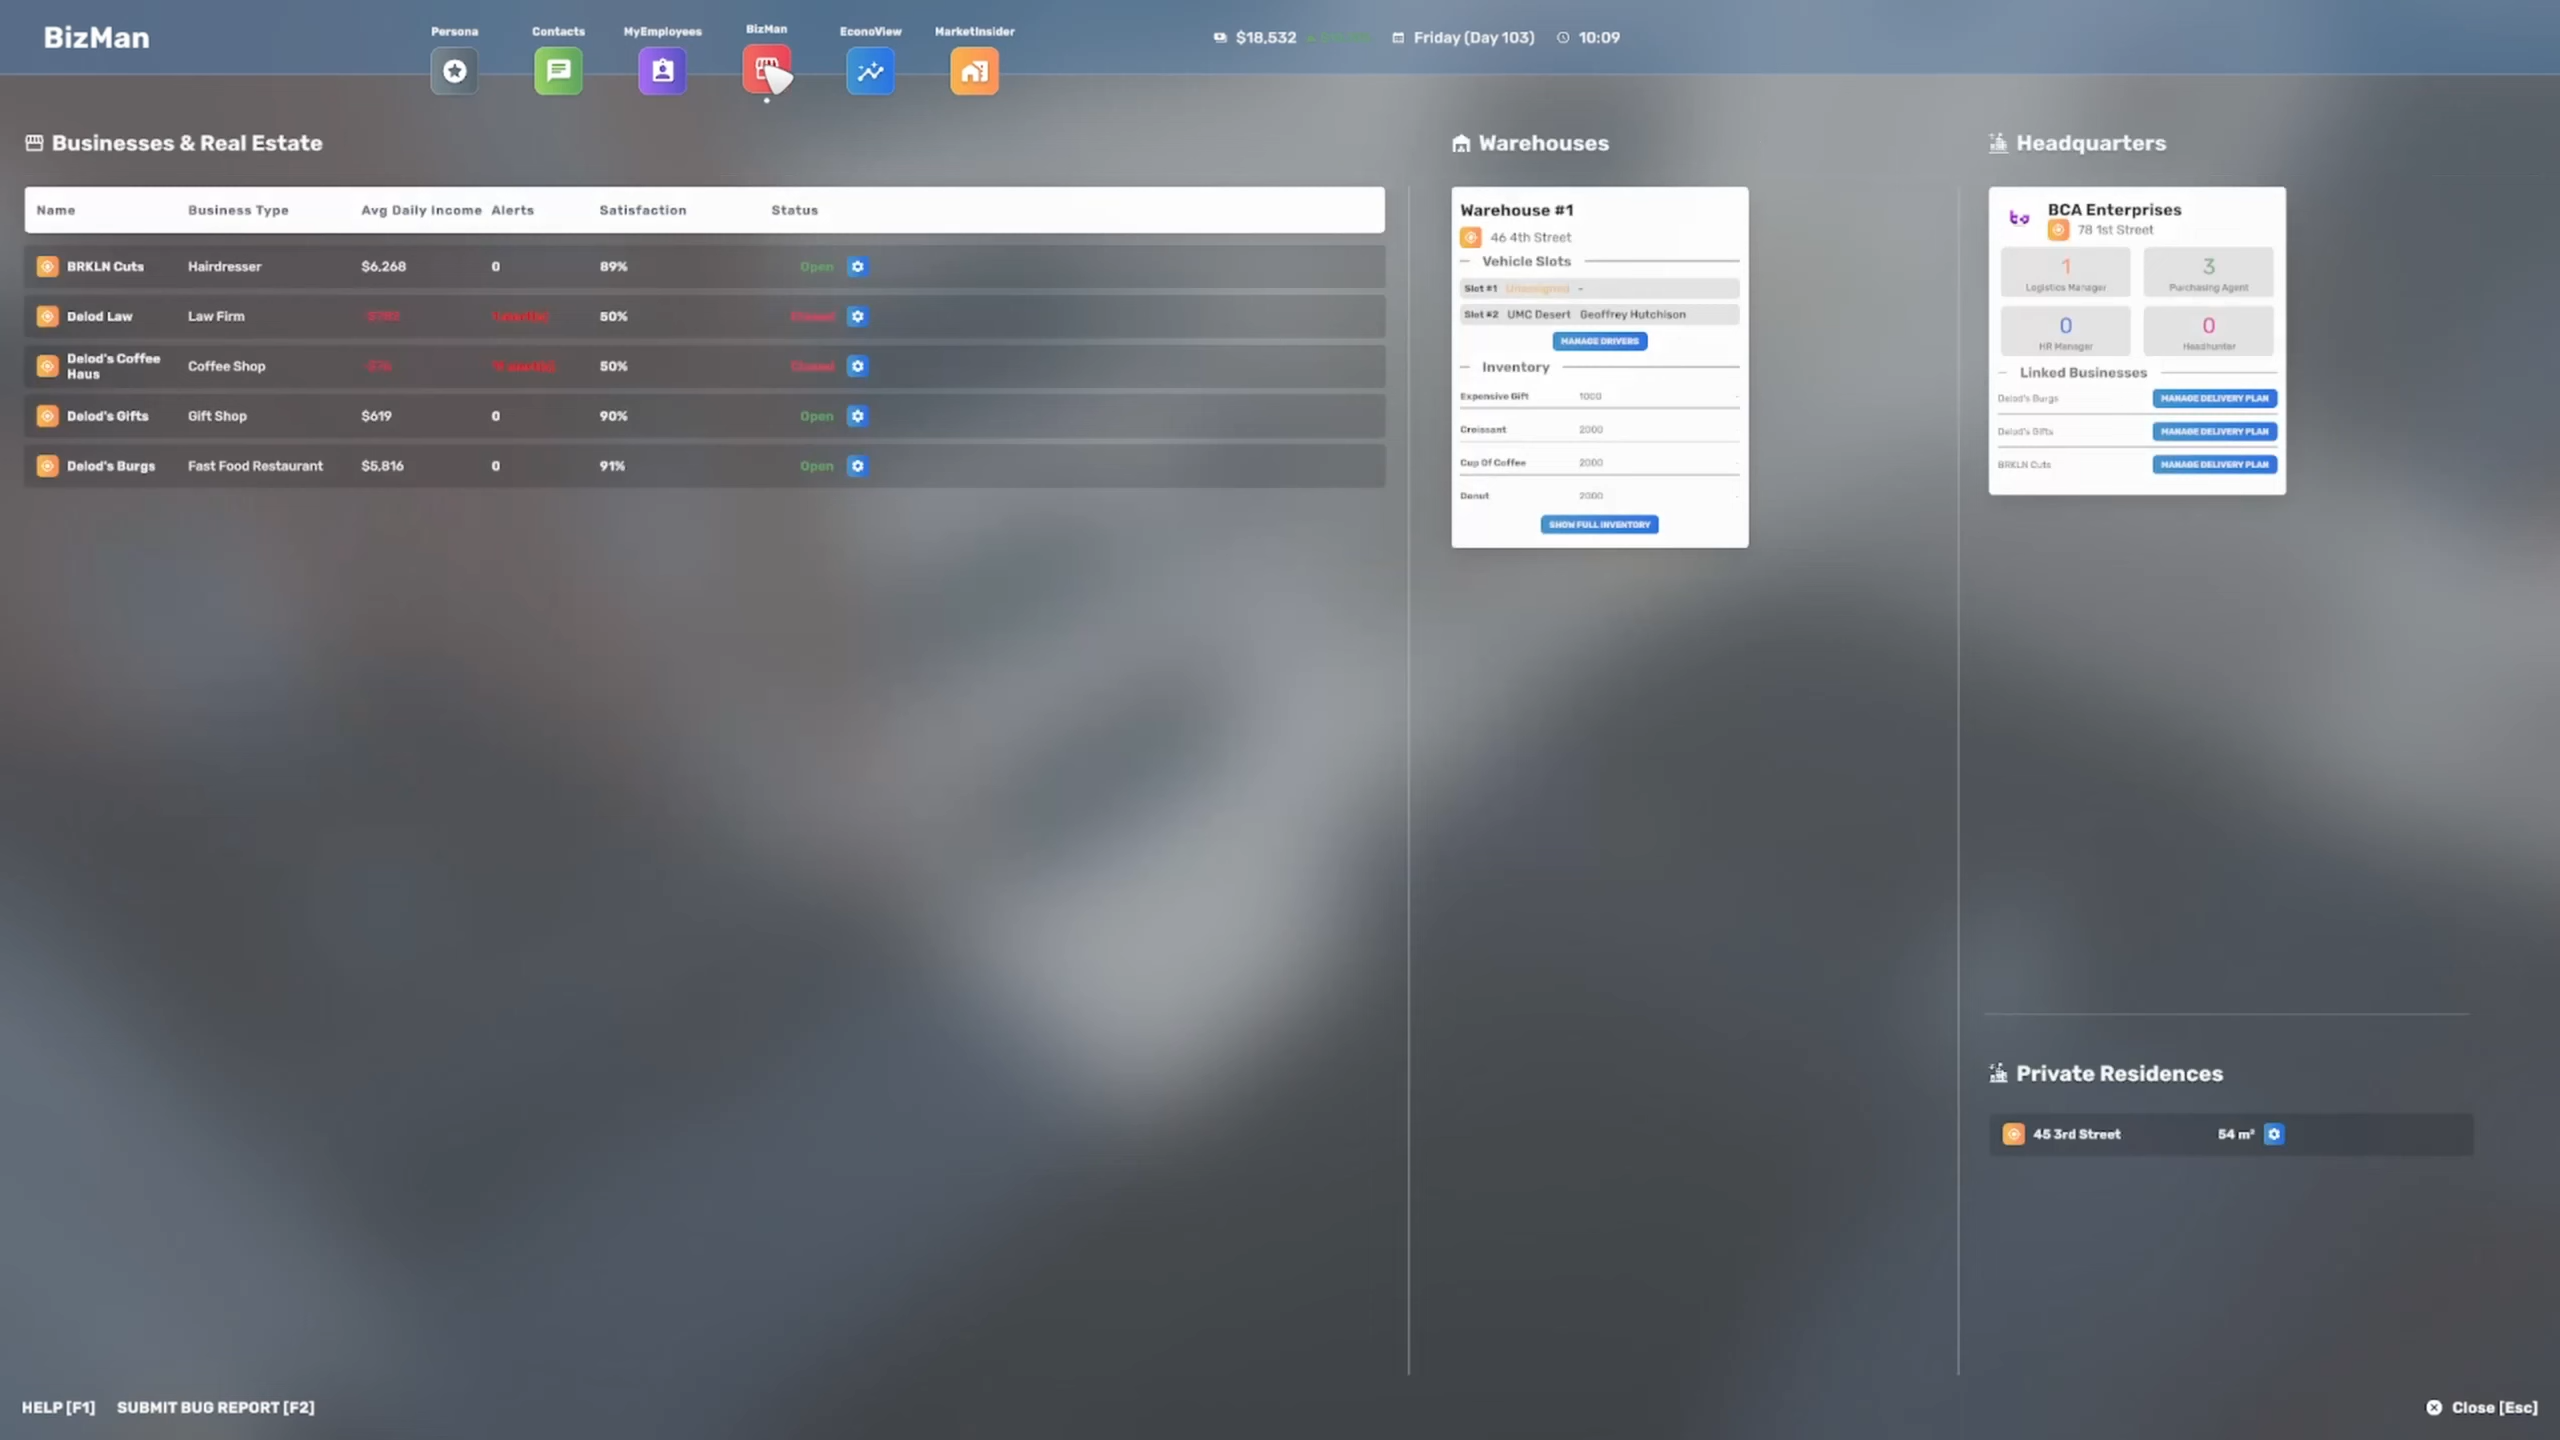 BizMan
Persona
Contacts
MyEmployees
BizMan
EconoView
MarketInsider
$18,532
Friday (Day 103)
10:09
Businesses & Real Estate
Name Business Type Avg Daily Income Alerts Satisfaction Status
BRKLN Cuts Hairdresser $6,268 0 89% Open
Delod Law Law Firm 50% Closed
Delod's Coffee Haus Coffee Shop 50% Closed
Delod's Gifts Gift Shop $619 0 90% Open
Delod's Burgs Fast Food Restaurant $5,816 0 91% Open
Warehouses
Warehouse #1
46 4th Street
Vehicle Slots
Slot #1 Unassigned -
Slot #2 UMC Desert Geoffrey Hutchison
MANAGE DRIVERS
Inventory
Expensive Gift 1000
Croissant 2000
Cup Of Coffee 2000
Donut 2000
SHOW FULL INVENTORY
Headquarters
BCA Enterprises
78 1st Street
1 3
Logistics Manager Purchasing Agent
0 0
HR Manager Headhunter
Linked Businesses
Delod's Burgs MANAGE DELIVERY PLAN
Delod's Gifts MANAGE DELIVERY PLAN
BRKLN Cuts MANAGE DELIVERY PLAN
Private Residences
45 3rd Street 54 m²
HELP [F1] SUBMIT BUG REPORT [F2]
Close [Esc]